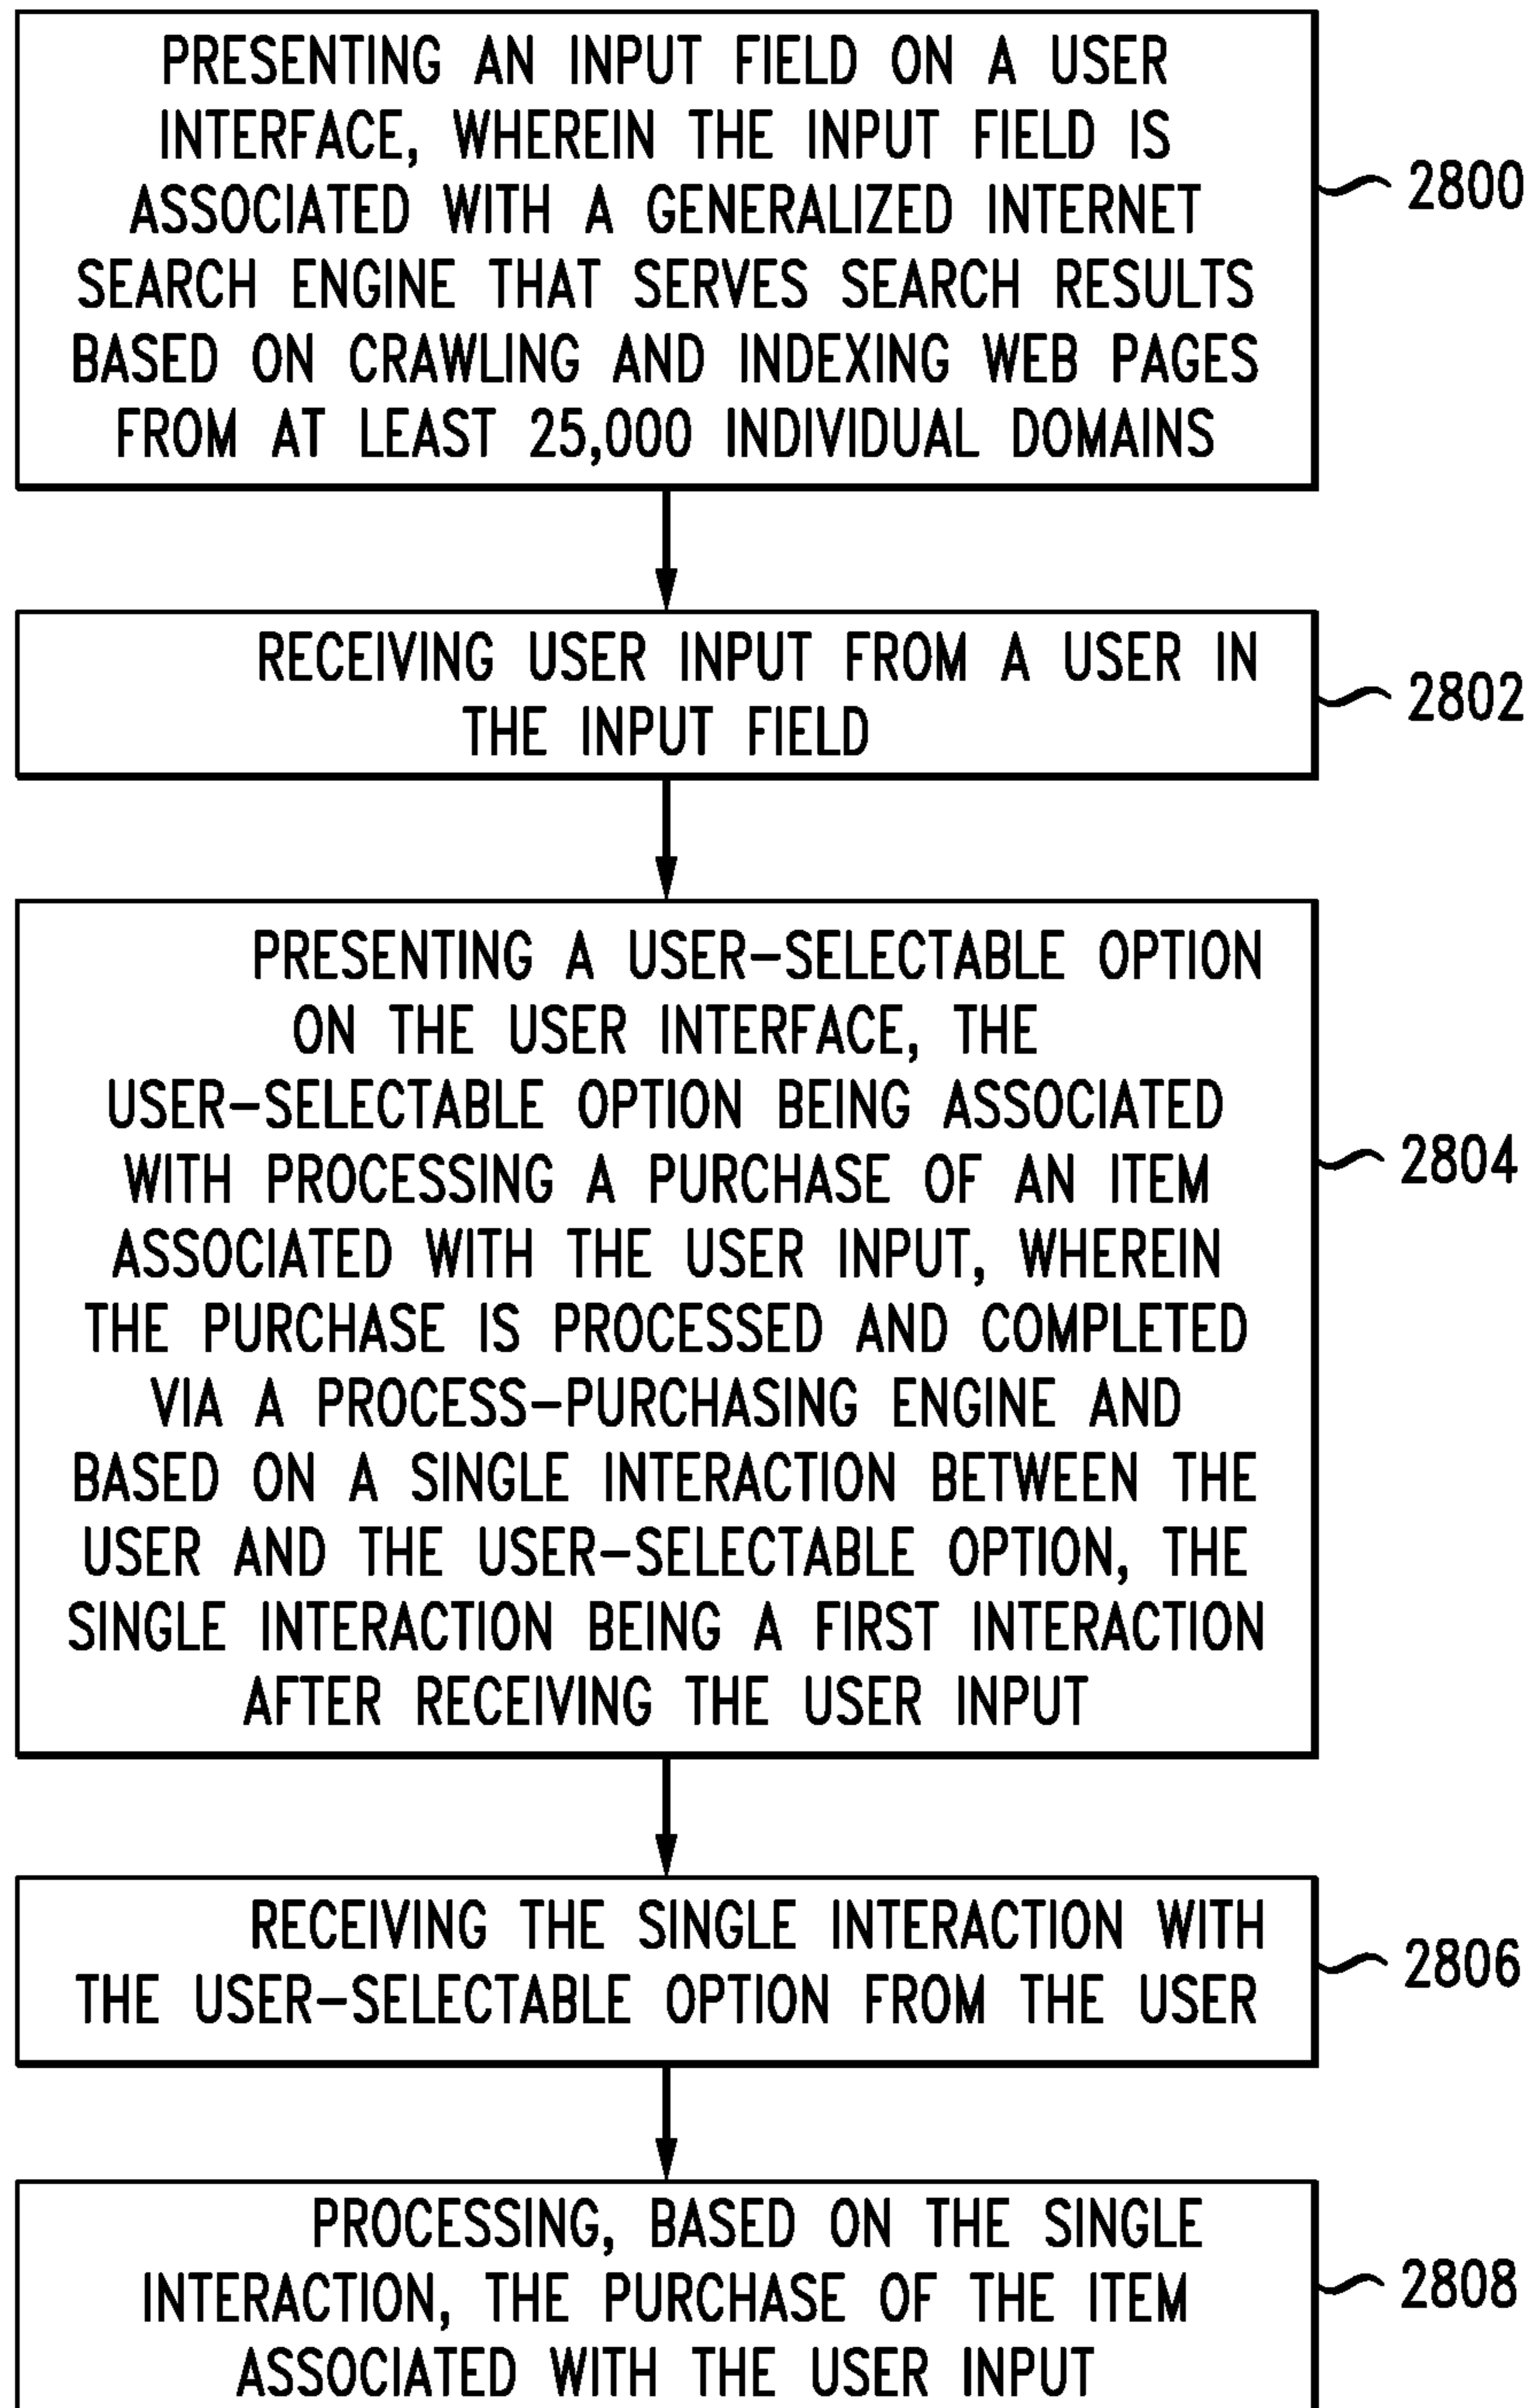 PRESENTING AN INPUT FIELD ON A USER
INTERFACE, WHEREIN THE INPUT FIELD IS
ASSOCIATED WITH A GENERALIZED INTERNET
SEARCH ENGINE THAT SERVES SEARCH RESULTS
BASED ON CRAWLING AND INDEXING WEB PAGES
FROM AT LEAST 25,000 INDIVIDUAL DOMAINS
2800
RECEIVING USER INPUT FROM A USER IN
THE INPUT FIELD
2802
PRESENTING A USER-SELECTABLE OPTION
ON THE USER INTERFACE, THE
USER-SELECTABLE OPTION BEING ASSOCIATED
WITH PROCESSING A PURCHASE OF AN ITEM
ASSOCIATED WITH THE USER INPUT, WHEREIN
THE PURCHASE IS PROCESSED AND COMPLETED
VIA A PROCESS-PURCHASING ENGINE AND
BASED ON A SINGLE INTERACTION BETWEEN THE
USER AND THE USER-SELECTABLE OPTION, THE
SINGLE INTERACTION BEING A FIRST INTERACTION
AFTER RECEIVING THE USER INPUT
2804
RECEIVING THE SINGLE INTERACTION WITH
THE USER-SELECTABLE OPTION FROM THE USER
2806
PROCESSING, BASED ON THE SINGLE
INTERACTION, THE PURCHASE OF THE ITEM
ASSOCIATED WITH THE USER INPUT
2808